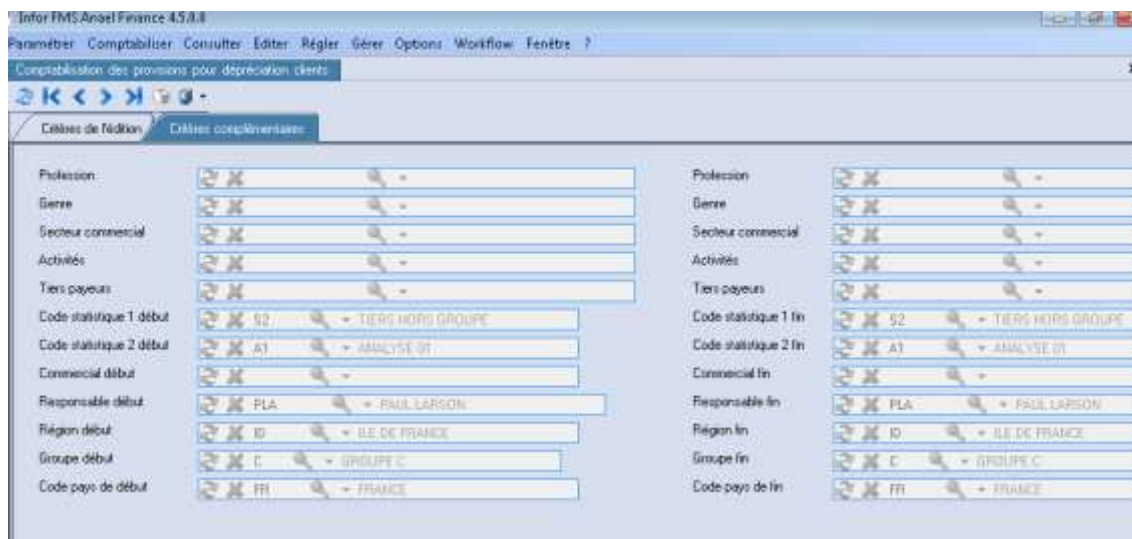 Infor FMS Anael Finance 4.5.0.0
Paramétrer Comptabiliser Consulter Editer Régler Gérer Options Workflow Fenêtre ?
Comptabilisation des provisions pour dépréciation clients
Critères de l'édition Critères complémentaires
Profession Profession
Genre Genre
Secteur commercial Secteur commercial
Activités Activités
Tiers payeurs Tiers payeurs
Code statistique 1 début S2 TIERS HORS GROUPE Code statistique 1 fin S2 TIERS HORS GROUPE
Code statistique 2 début A1 ANALYSE 01 Code statistique 2 fin A1 ANALYSE 01
Commercial début Commercial fin
Responsable début PLA PAUL LARSON Responsable fin PLA PAUL LARSON
Région début ID ILE DE FRANCE Région fin ID ILE DE FRANCE
Groupe début C GROUPE C Groupe fin C GROUPE C
Code pays de début FR FRANCE Code pays de fin FR FRANCE